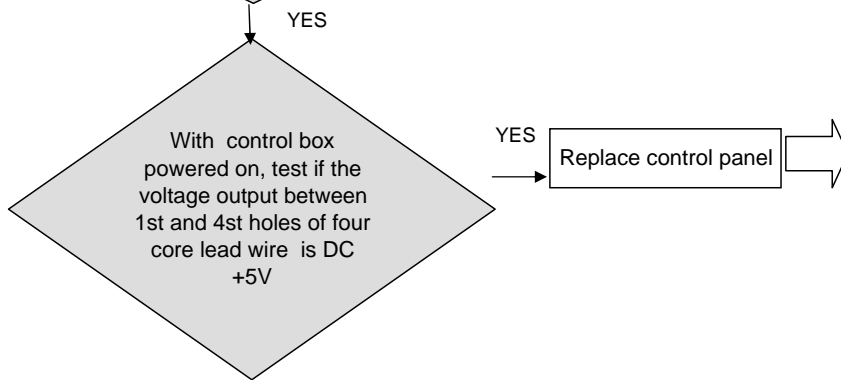 YES
With control box
powered on, test if the
voltage output between
1st and 4st holes of four
core lead wire is DC
+5V
YES
Replace control panel